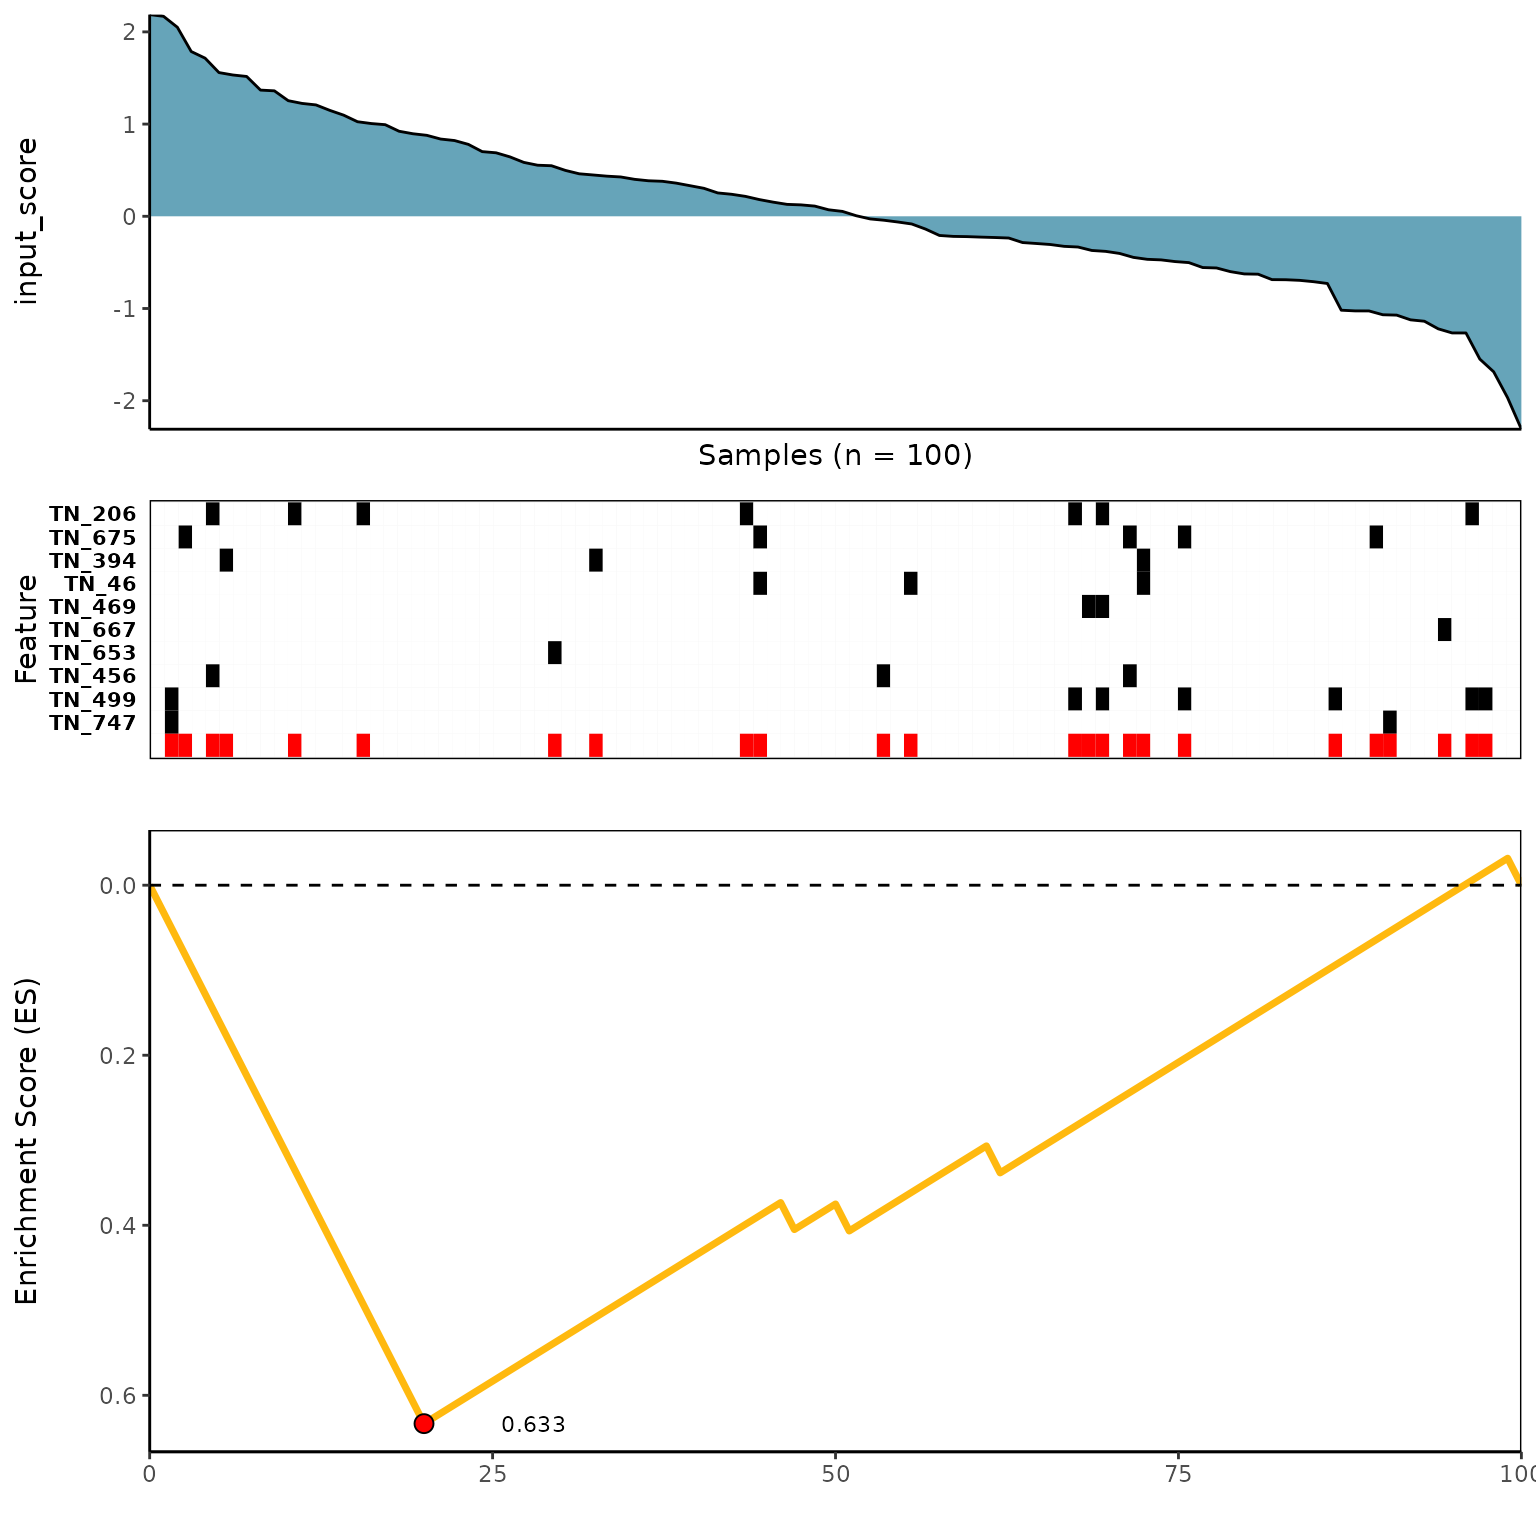 2
1
0
-1
-2
input_score
Samples (n = 100)
Feature
TN_206
TN_675
TN_394
TN_46
TN_469
TN_667
TN_653
TN_456
TN_499
TN_747
Enrichment Score (ES)
0.0
0.2
0.4
0.6
0.633
0 25 50 75 100